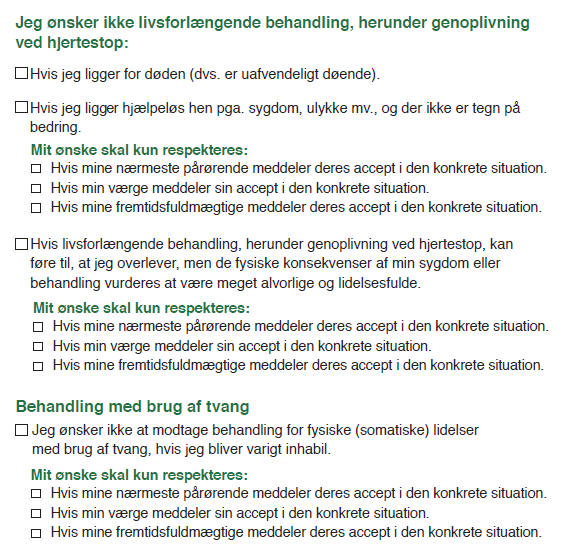 Jeg ønsker ikke livsforlængende behandling, herunder genoplivning
ved hjertestop:
Hvis jeg ligger for døden (dvs. er uafvendeligt døende).
Hvis jeg ligger hjælpeløs hen pga. sygdom, ulykke mv., og der ikke er tegn på
bedring.
Mit ønske skal kun respekteres:
Hvis mine nærmeste pårørende meddeler deres accept i den konkrete situation.
Hvis min værge meddeler sin accept i den konkrete situation.
Hvis mine fremtidsfuldmægtige meddeler deres accept i den konkrete situation.
Hvis livsforlængende behandling, herunder genoplivning ved hjertestop, kan
føre til, at jeg overlever, men de fysiske konsekvenser af min sygdom eller
behandling vurderes at være meget alvorlige og lidelsesfulde.
Mit ønske skal kun respekteres:
Hvis mine nærmeste pårørende meddeler deres accept i den konkrete situation.
Hvis min værge meddeler sin accept i den konkrete situation.
Hvis mine fremtidsfuldmægtige meddeler deres accept i den konkrete situation.
Behandling med brug af tvang
Jeg ønsker ikke at modtage behandling for fysiske (somatiske) lidelser
med brug af tvang, hvis jeg bliver varigt inhabil.
Mit ønske skal kun respekteres:
Hvis mine nærmeste pårørende meddeler deres accept i den konkrete situation.
Hvis min værge meddeler sin accept i den konkrete situation.
Hvis mine fremtidsfuldmægtige meddeler deres accept i den konkrete situation.